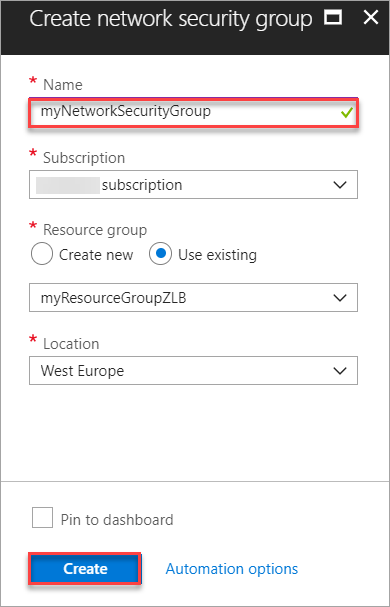 Create network security group
* Name
myNetworkSecurityGroup
* Subscription
subscription
* Resource group
Create new Use existing
myResourceGroupZLB
* Location
West Europe
Pin to dashboard
Create Automation options